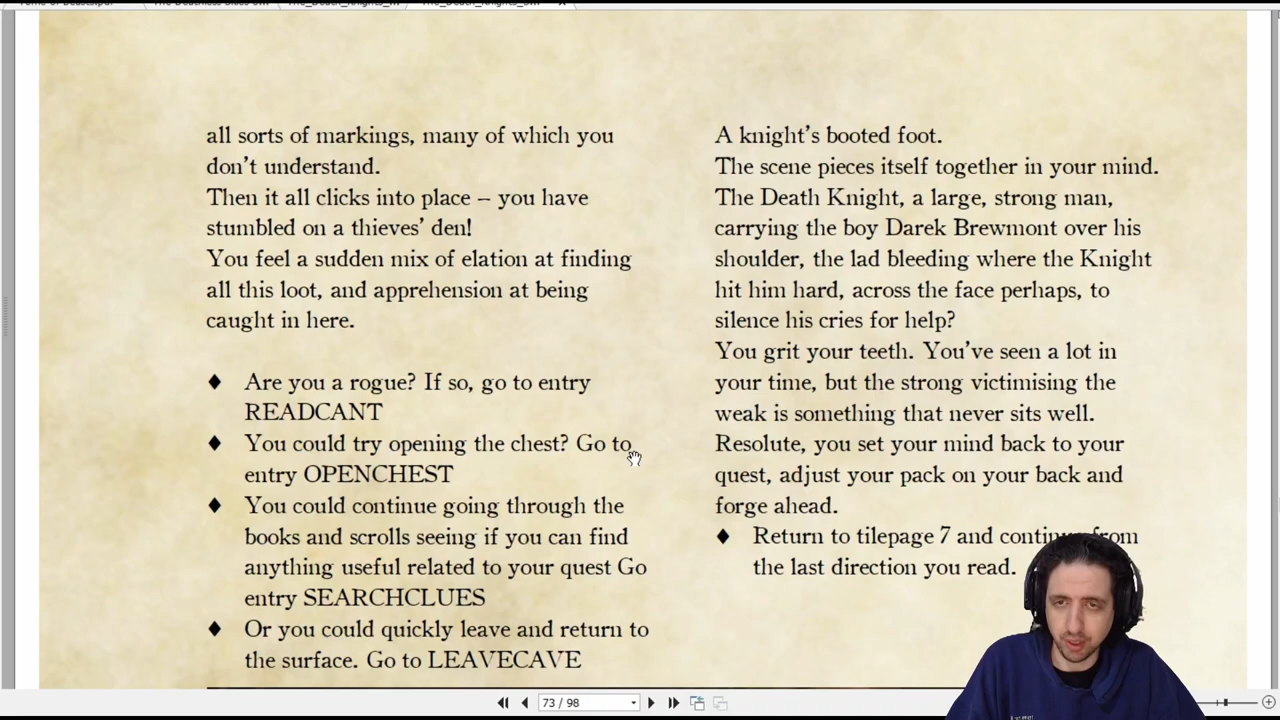 all sorts of markings, many of which you
don't understand.
Then it all clicks into place – you have
stumbled on a thieves' den!
You feel a sudden mix of elation at finding
all this loot, and apprehension at being
caught in here.
♦ Are you a rogue? If so, go to entry
READCANT
♦ You could try opening the chest? Go to
entry OPENCHEST
♦ You could continue going through the
books and scrolls seeing if you can find
anything useful related to your quest Go
entry SEARCHCLUES
♦ Or you could quickly leave and return to
the surface. Go to LEAVECAVE
A knight's booted foot.
The scene pieces itself together in your mind.
The Death Knight, a large, strong man,
carrying the boy Darek Brewmont over his
shoulder, the lad bleeding where the Knight
hit him hard, across the face perhaps, to
silence his cries for help?
You grit your teeth. You've seen a lot in
your time, but the strong victimising the
weak is something that never sits well.
Resolute, you set your mind back to your
quest, adjust your pack on your back and
forge ahead.
♦ Return to tilepage 7 and continue from
the last direction you read.
73 / 98